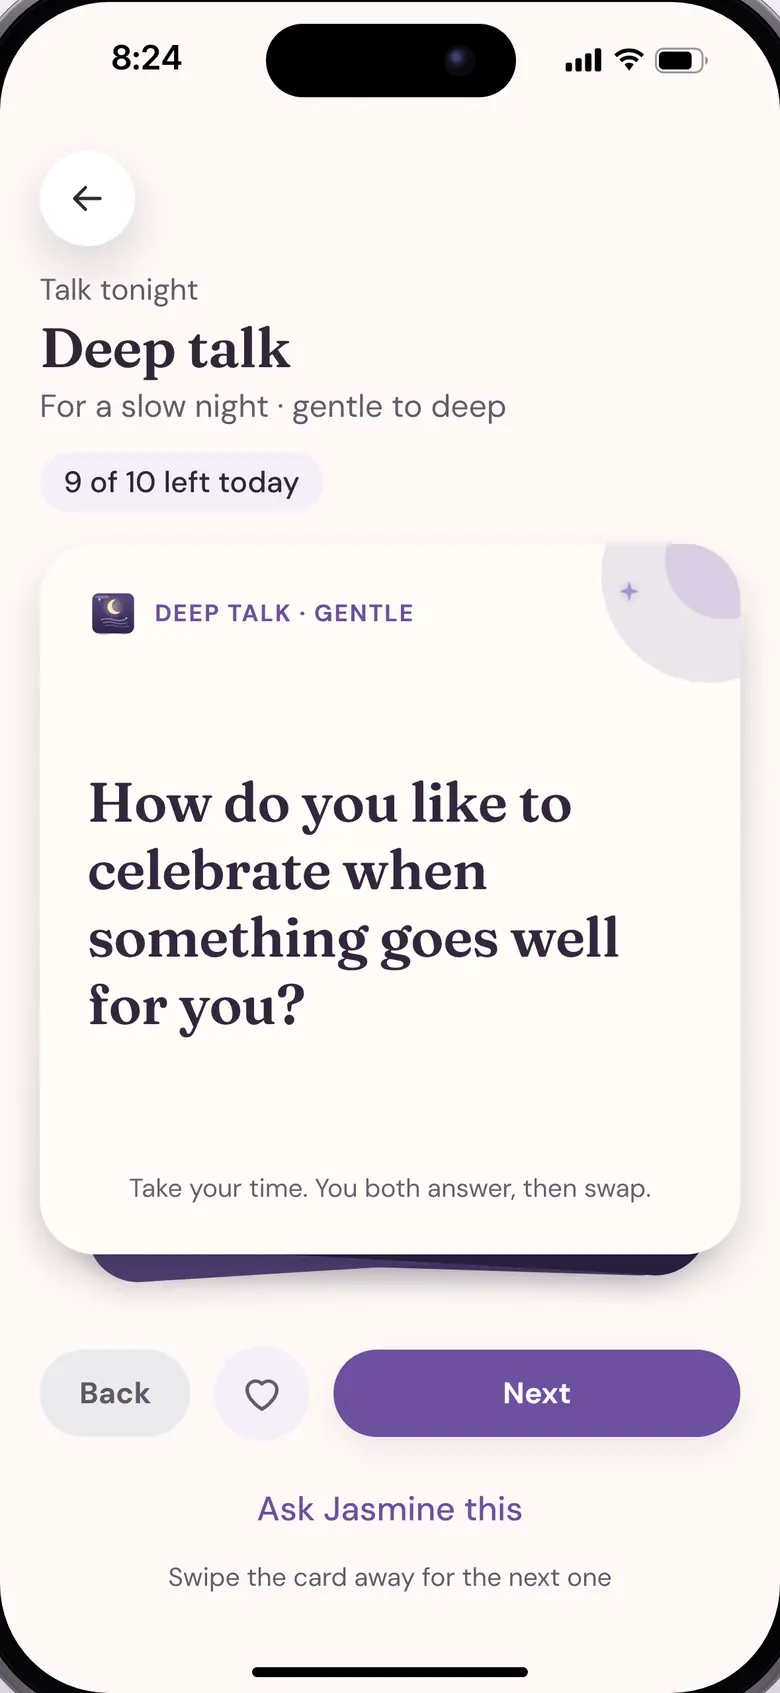 8:24
Talk tonight
Deep talk
For a slow night · gentle to deep
9 of 10 left today
DEEP TALK · GENTLE
How do you like to
celebrate when
something goes well
for you?
Take your time. You both answer, then swap.
Back
Next
Ask Jasmine this
Swipe the card away for the next one